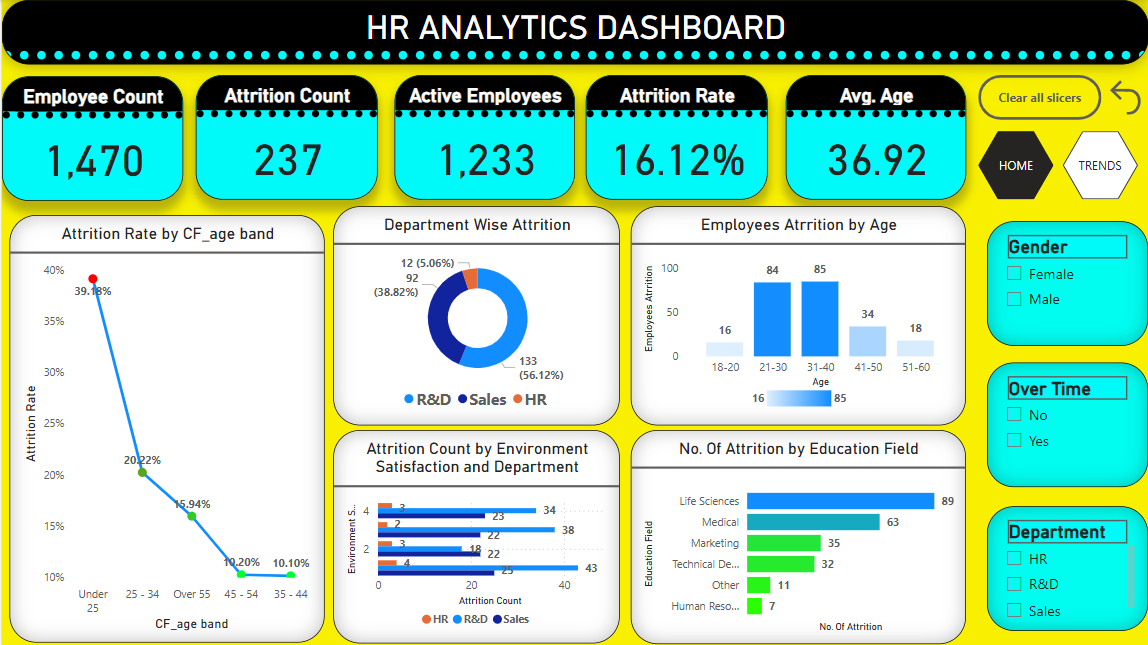 HR ANALYTICS DASHBOARD
Employee Count
1,470
Attrition Count
237
Active Employees
1,233
Attrition Rate
16.12%
Avg. Age
36.92
Clear all slicers
HOME
TRENDS
Attrition Rate by CF_age band
Attrition Rate
40%
35%
30%
25%
20%
15%
10%
39.18%
20.22%
15.94%
10.20%
10.10%
Under
25
25 - 34
Over 55
45 - 54
35 - 44
CF_age band
Department Wise Attrition
12 (5.06%)
92
(38.82%)
133
(56.12%)
R&D
Sales
HR
Employees Atrrition by Age
Employees Atrrition
100
50
0
16
84
85
34
18
18-20
21-30
31-40
41-50
51-60
Age
16
85
Attrition Count by Environment
Satisfaction and Department
Environment S...
4
2
3
34
23
2
38
22
3
18
22
4
43
25
0
20
40
Attrition Count
HR
R&D
Sales
No. Of Attrition by Education Field
Education Field
Life Sciences
89
Medical
63
Marketing
35
Technical De...
32
Other
11
Human Reso...
7
No. Of Attrition
Gender
Female
Male
Over Time
No
Yes
Department
HR
R&D
Sales